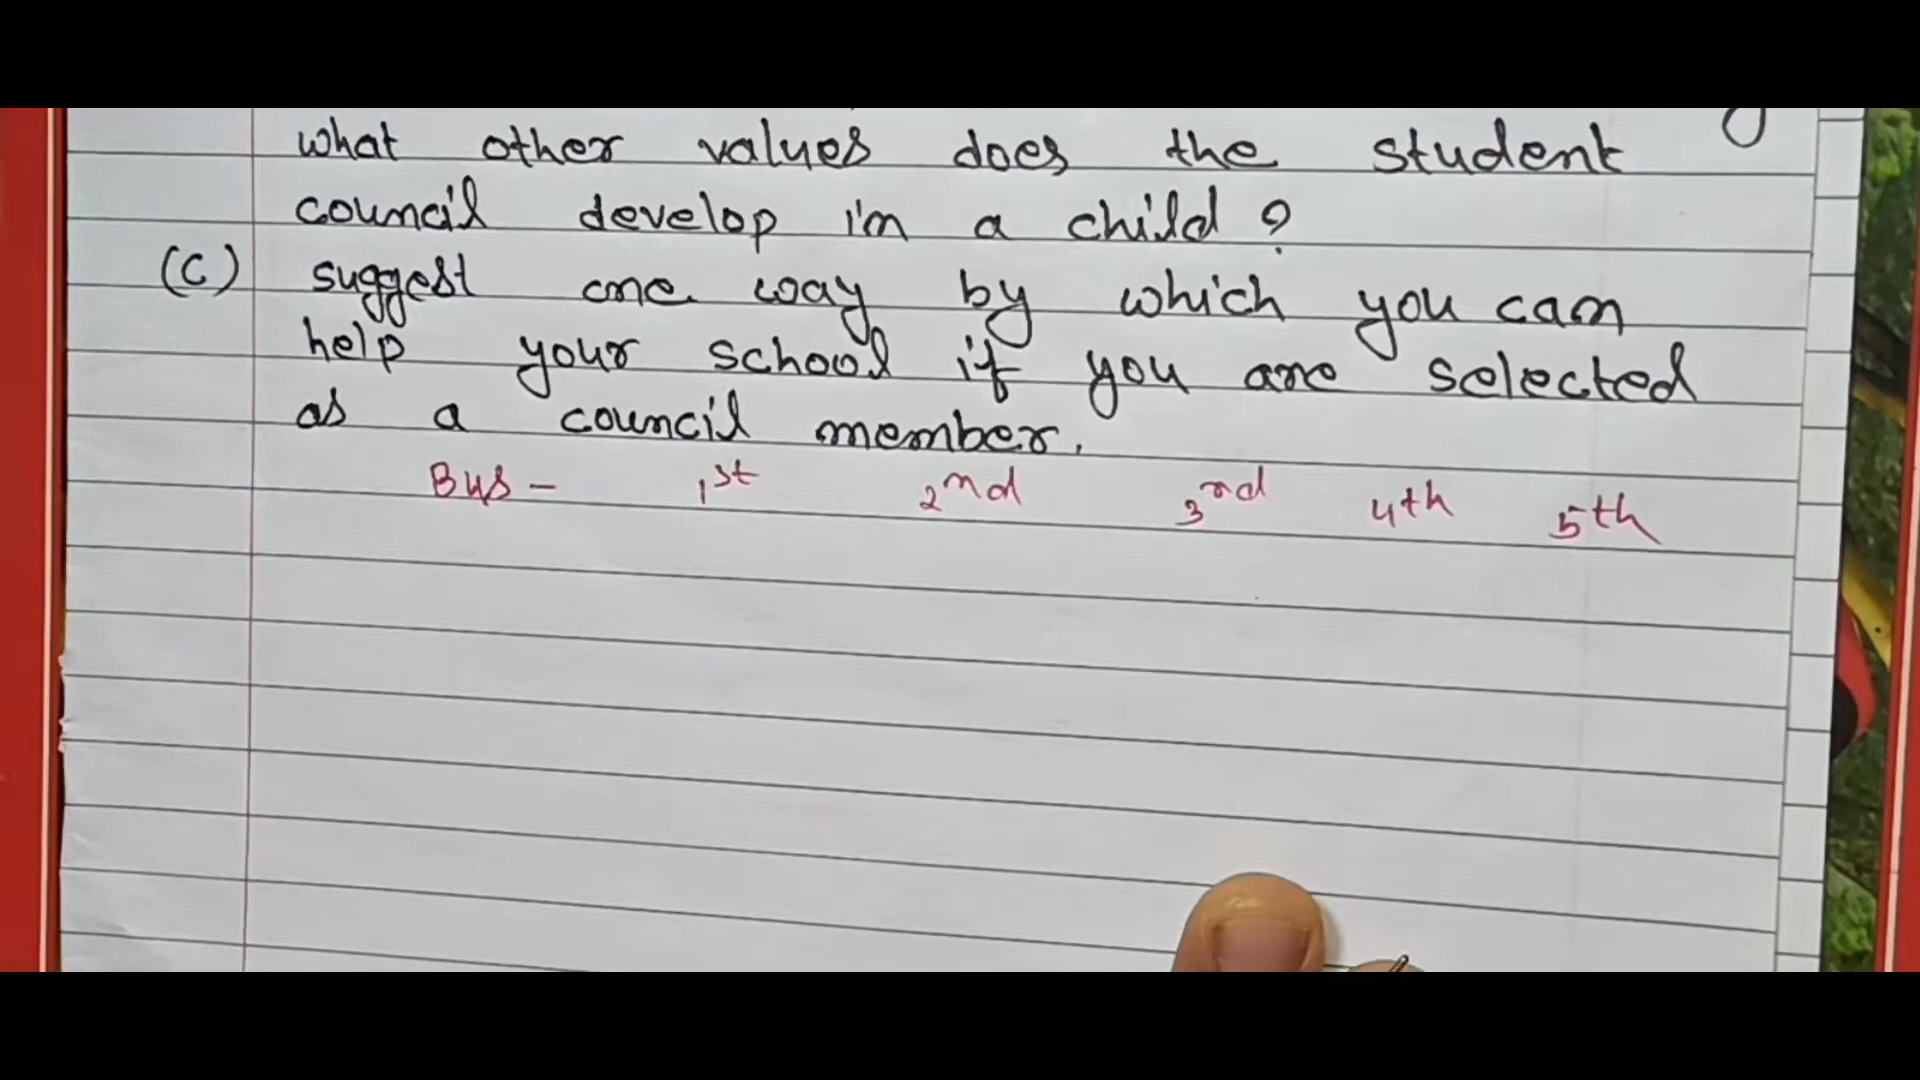 what other values does the student
council develop in a child ?
(C) suggest one way by which you can
help your school if you are selected
as a council member.
Bus - 1st 2nd 3rd 4th 5th